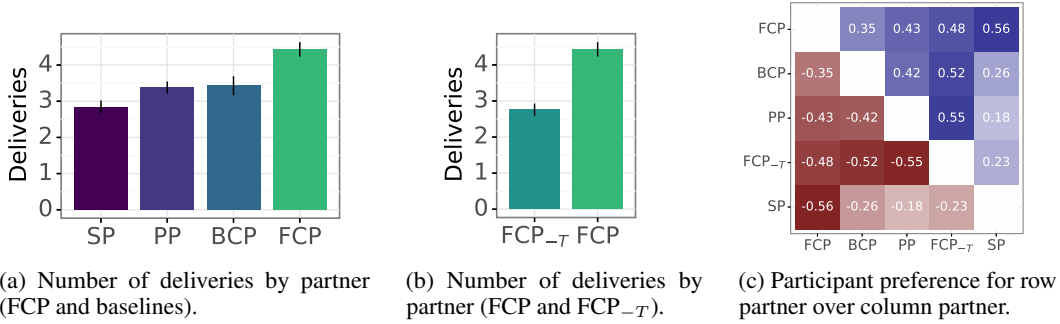 Deliveries
4
3
2
1
0
SP PP BCP FCP
(a) Number of deliveries by partner
(FCP and baselines).
Deliveries
4
3
2
1
0
FCP₋T FCP
(b) Number of deliveries by
partner (FCP and FCP₋T).
FCP 0.35 0.43 0.48 0.56
BCP -0.35 0.42 0.52 0.26
PP -0.43 -0.42 0.55 0.18
FCP₋T -0.48 -0.52 -0.55 0.23
SP -0.56 -0.26 -0.18 -0.23
FCP BCP PP FCP₋T SP
(c) Participant preference for row
partner over column partner.